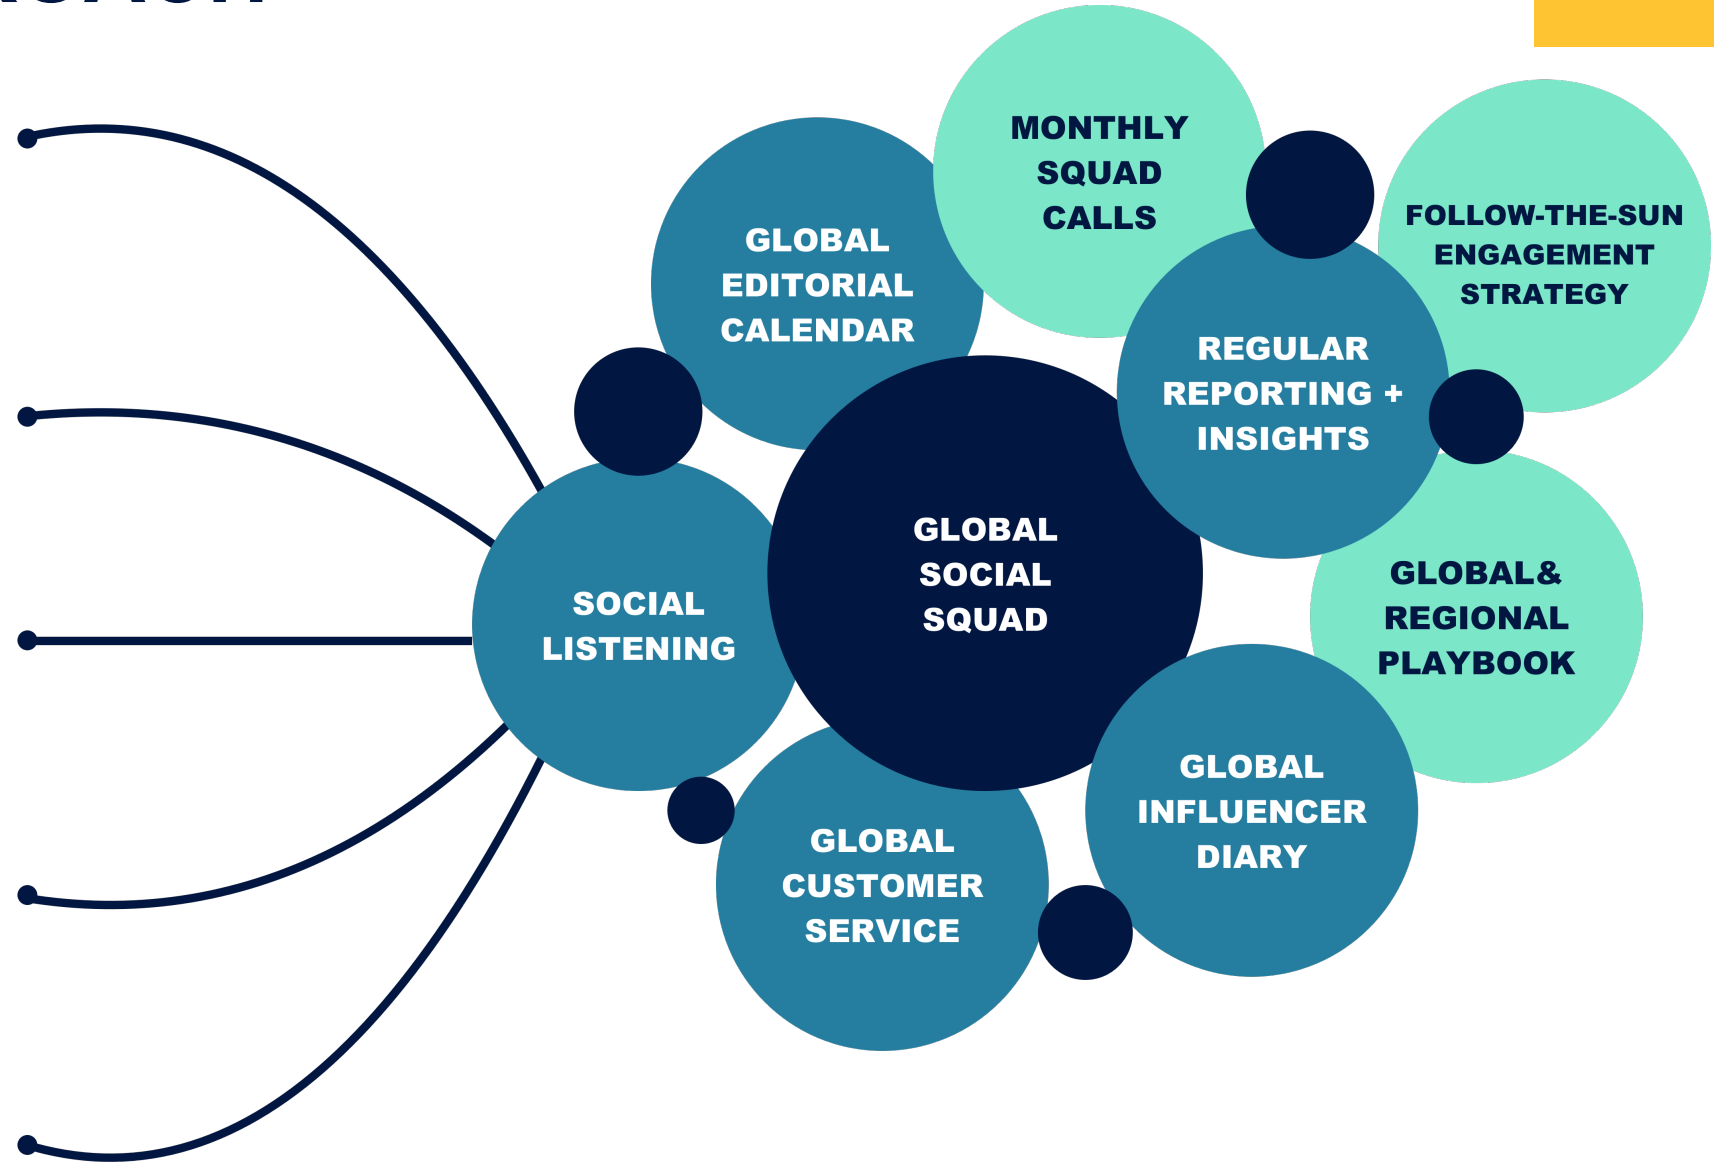 MONTHLY
SQUAD
CALLS
FOLLOW-THE-SUN
ENGAGEMENT
STRATEGY
GLOBAL
EDITORIAL
CALENDAR
REGULAR
REPORTING +
INSIGHTS
GLOBAL
SOCIAL
SQUAD
SOCIAL
LISTENING
GLOBAL&
REGIONAL
PLAYBOOK
GLOBAL
INFLUENCER
DIARY
GLOBAL
CUSTOMER
SERVICE